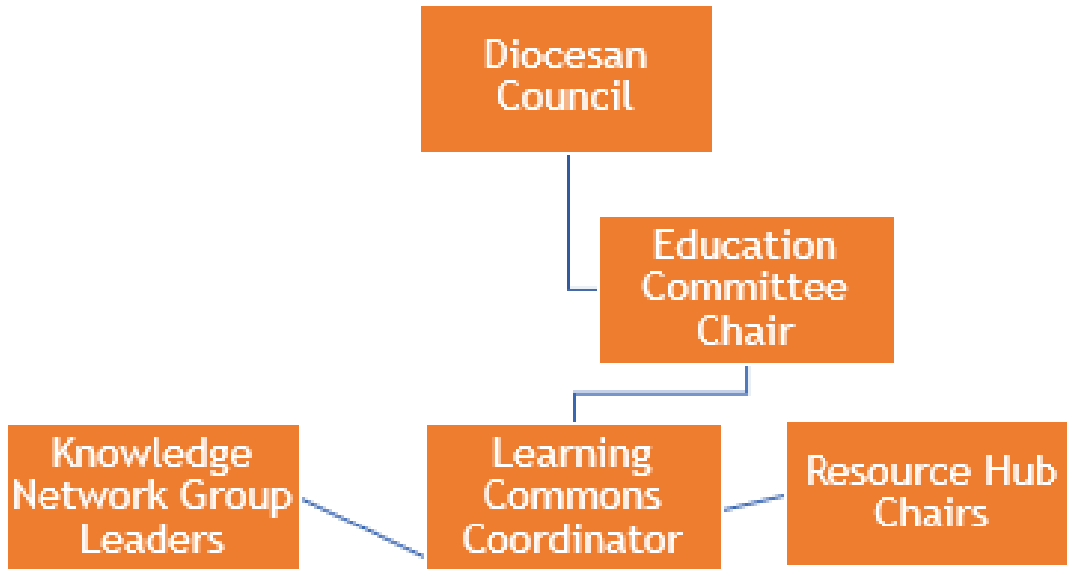 Diocesan
Council
Education
Committee
Chair
Knowledge
Network Group
Leaders
Learning
Commons
Coordinator
Resource Hub
Chairs